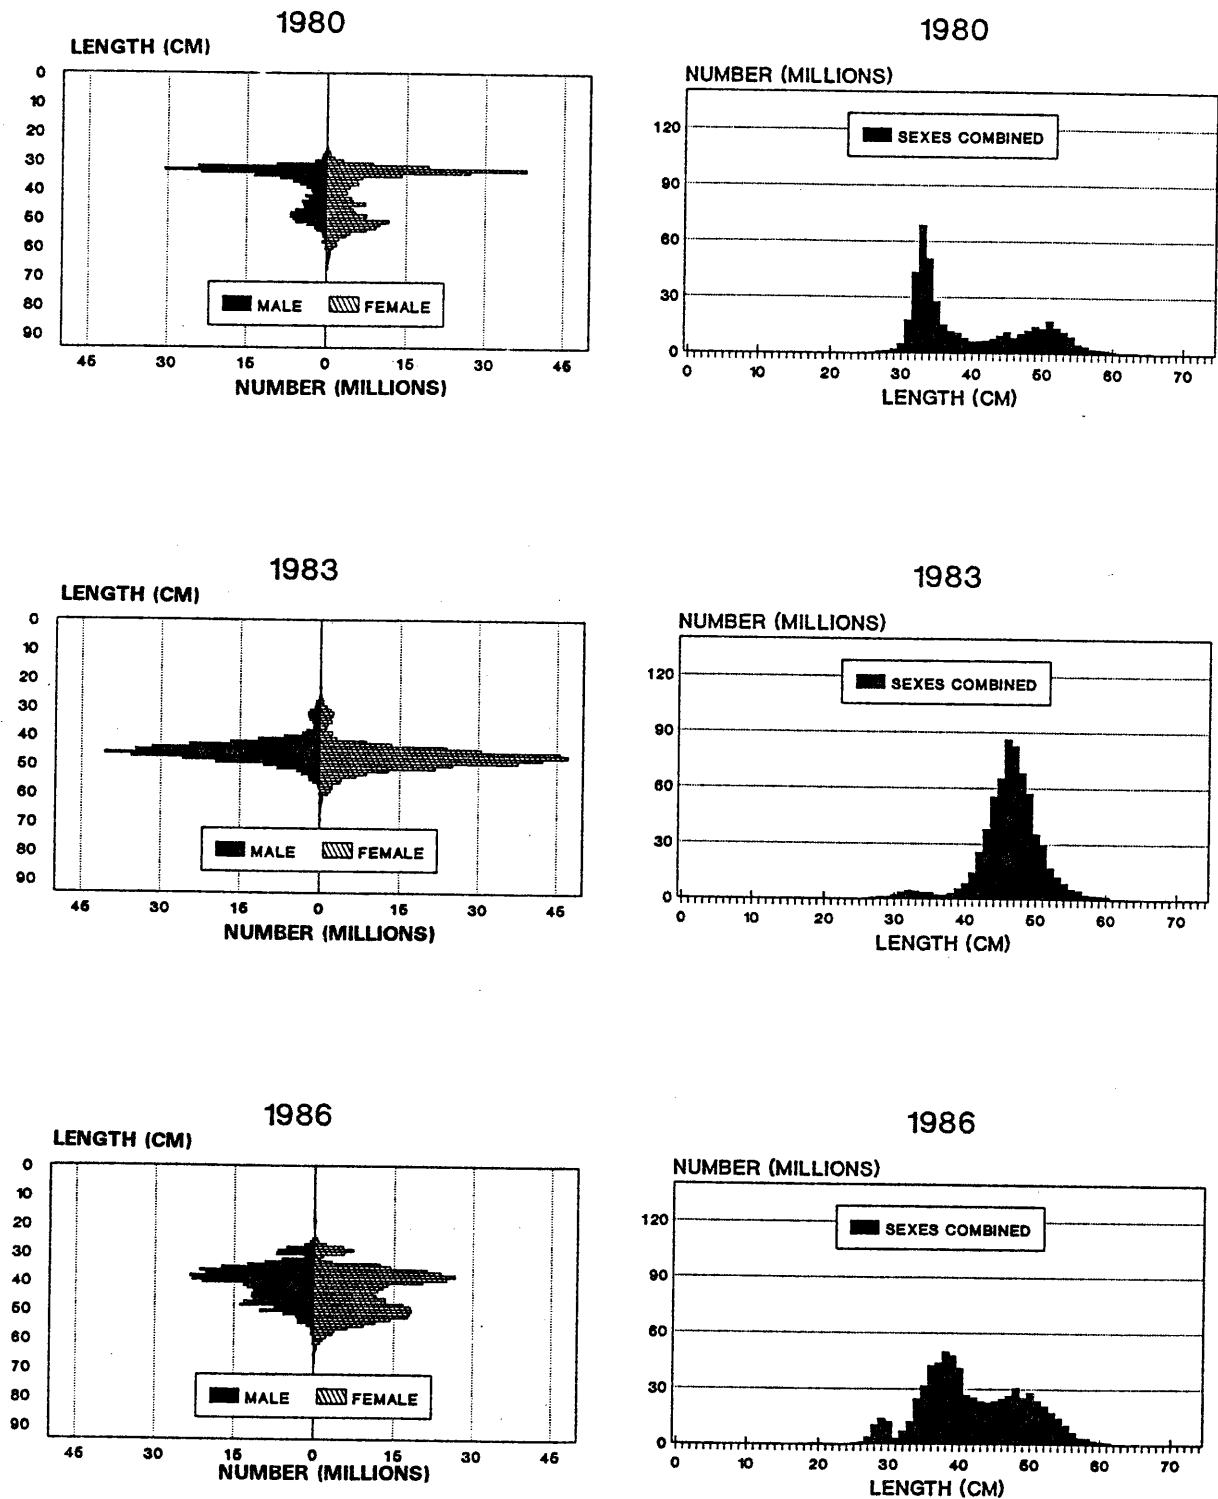 1980
LENGTH (CM)
0
10
20
30
40
50
60
70
80
90
MALE FEMALE
45 30 15 0 15 30 45
NUMBER (MILLIONS)
1980
NUMBER (MILLIONS)
120
90
60
30
0
SEXES COMBINED
0 10 20 30 40 50 60 70
LENGTH (CM)
1983
LENGTH (CM)
0
10
20
30
40
50
60
70
80
90
MALE FEMALE
45 30 15 0 15 30 45
NUMBER (MILLIONS)
1983
NUMBER (MILLIONS)
120
90
60
30
0
SEXES COMBINED
0 10 20 30 40 50 60 70
LENGTH (CM)
1986
LENGTH (CM)
0
10
20
30
40
50
60
70
80
90
MALE FEMALE
45 30 15 0 15 30 45
NUMBER (MILLIONS)
1986
NUMBER (MILLIONS)
120
90
60
30
0
SEXES COMBINED
0 10 20 30 40 50 60 70
LENGTH (CM)